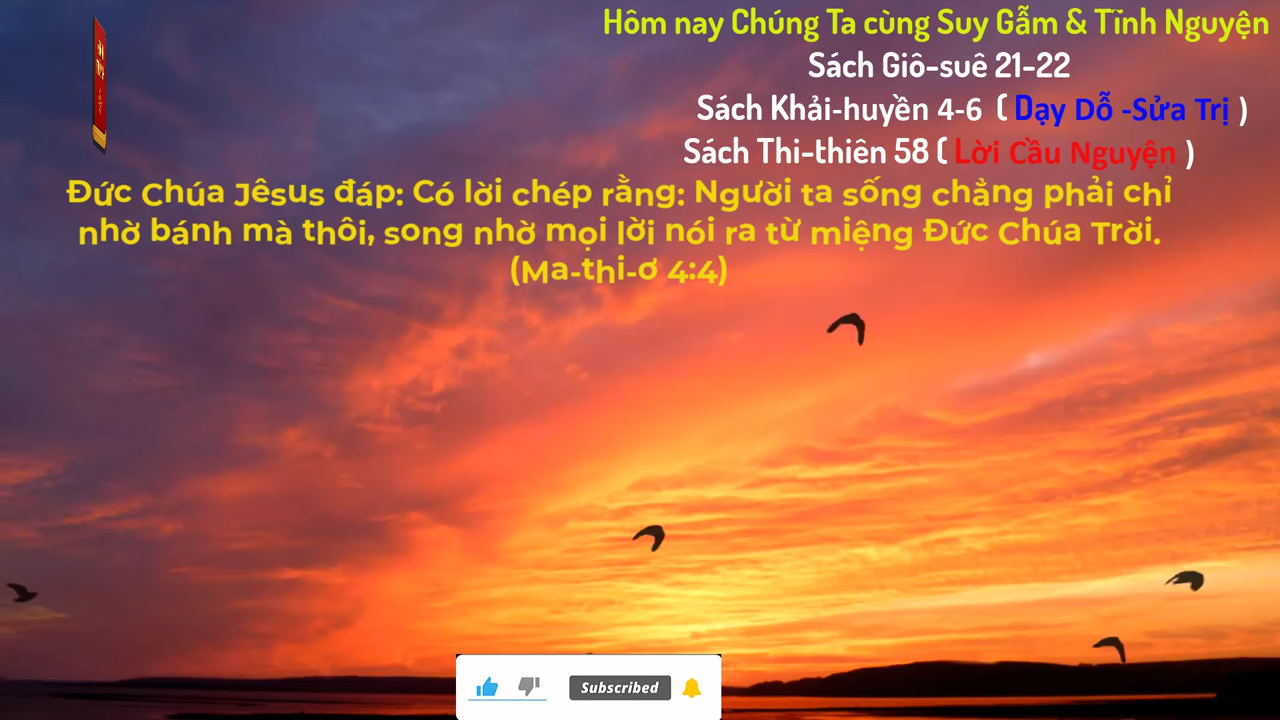 Hôm nay Chúng Ta cùng Suy Gẫm & Tĩnh Nguyện
Sách Giô-suê 21-22
Sách Khải-huyền 4-6 ( Dạy Dỗ -Sửa Trị )
Sách Thi-thiên 58 ( Lời Cầu Nguyện )
Đức Chúa Jêsus đáp: Có lời chép rằng: Người ta sống chẳng phải chỉ
nhờ bánh mà thôi, song nhờ mọi lời nói ra từ miệng Đức Chúa Trời.
(Ma-thi-ơ 4:4)
Subscribed